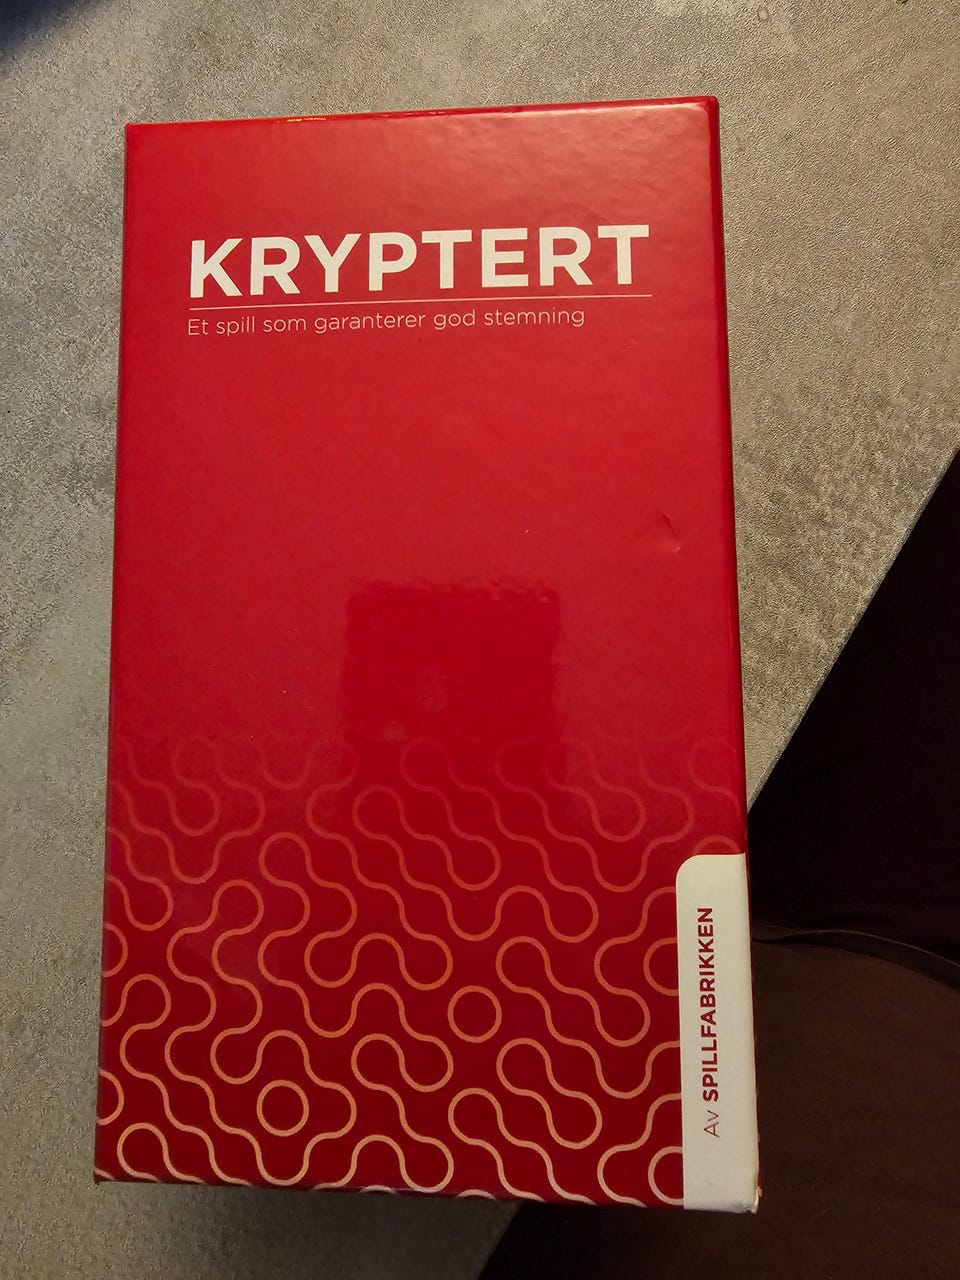 KRYPTERT
Et spill som garanterer god stemning
Av SPILLFABRIKKEN